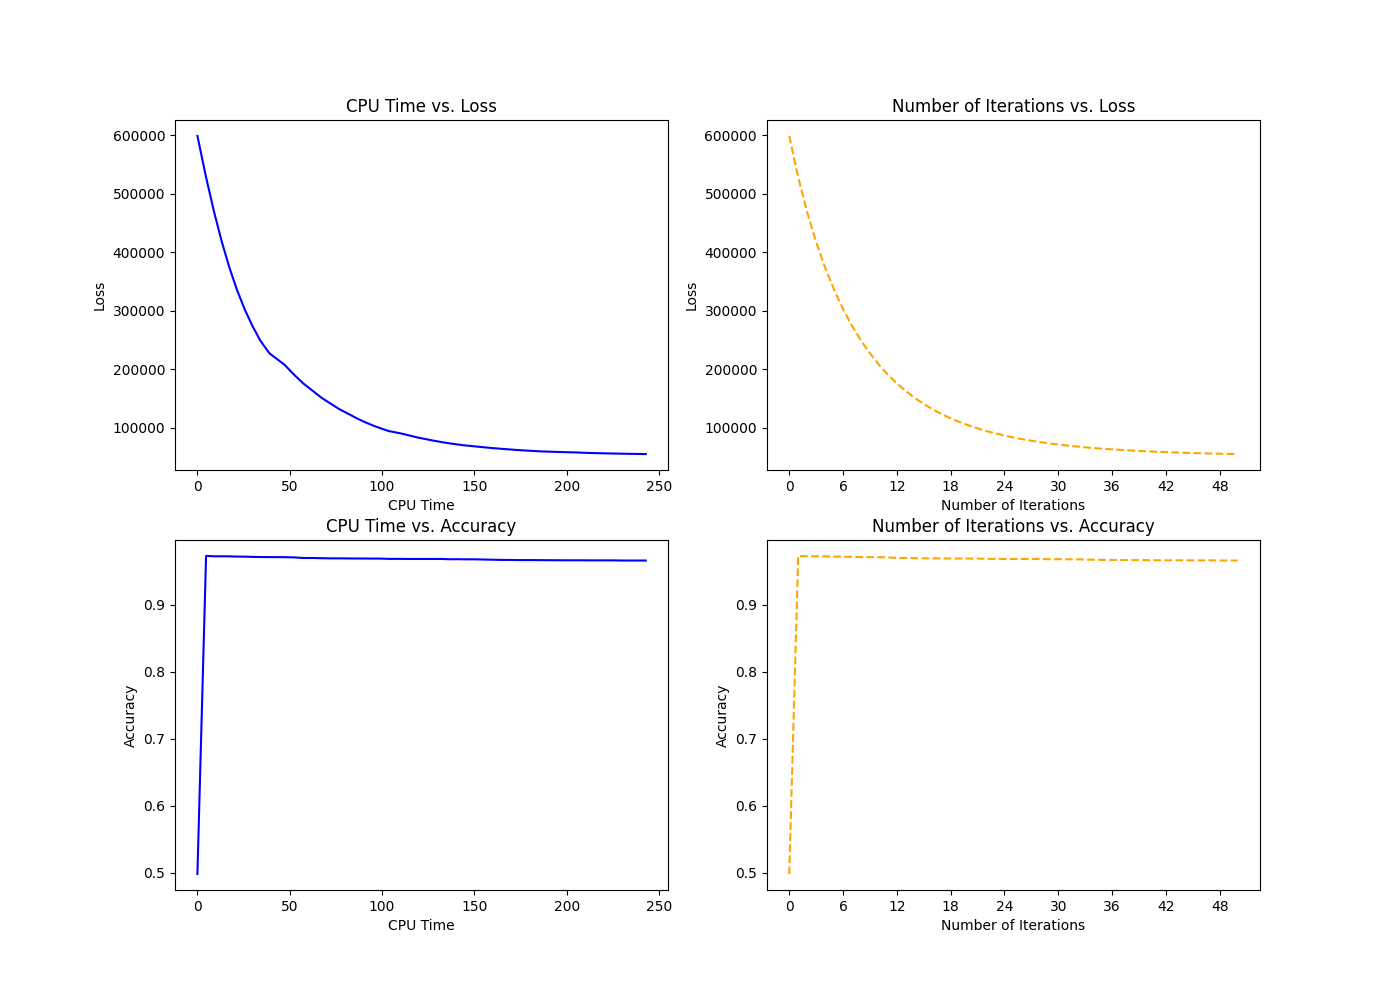 CPU Time vs. Loss
600000
500000
400000
300000
200000
100000
Loss
0 50 100 150 200 250
CPU Time
Number of Iterations vs. Loss
600000
500000
400000
300000
200000
100000
Loss
0 6 12 18 24 30 36 42 48
Number of Iterations
CPU Time vs. Accuracy
0.9
0.8
0.7
0.6
0.5
Accuracy
0 50 100 150 200 250
CPU Time
Number of Iterations vs. Accuracy
0.9
0.8
0.7
0.6
0.5
Accuracy
0 6 12 18 24 30 36 42 48
Number of Iterations